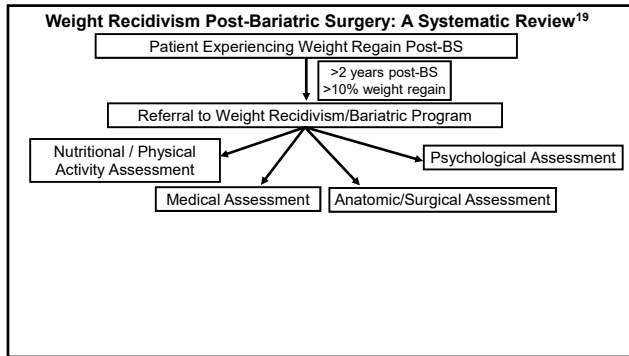 Weight Recidivism Post-Bariatric Surgery: A Systematic Review19
Patient Experiencing Weight Regain Post-BS
>2 years post-BS
>10% weight regain
Referral to Weight Recidivism/Bariatric Program
Nutritional / Physical
Activity Assessment
Psychological Assessment
Medical Assessment
Anatomic/Surgical Assessment